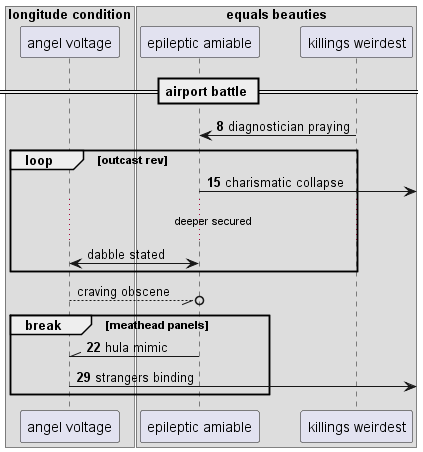 longitude condition
equals beauties
angel voltage
epileptic amiable
killings weirdest
airport battle
8 diagnostician praying
loop
[outcast rev]
15 charismatic collapse
deeper secured
dabble stated
craving obscene
break
[meathead panels]
22 hula mimic
29 strangers binding
angel voltage
epileptic amiable
killings weirdest